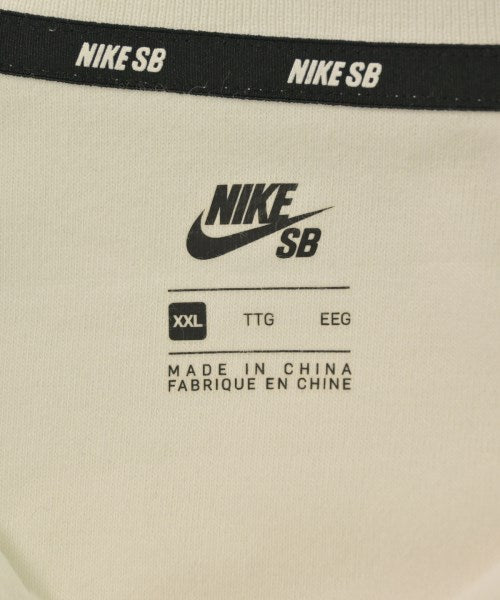 NIKE SB NIKE SB
NIKE
SB
XXL TTG EEG
MADE IN CHINA
FABRIQUE EN CHINE